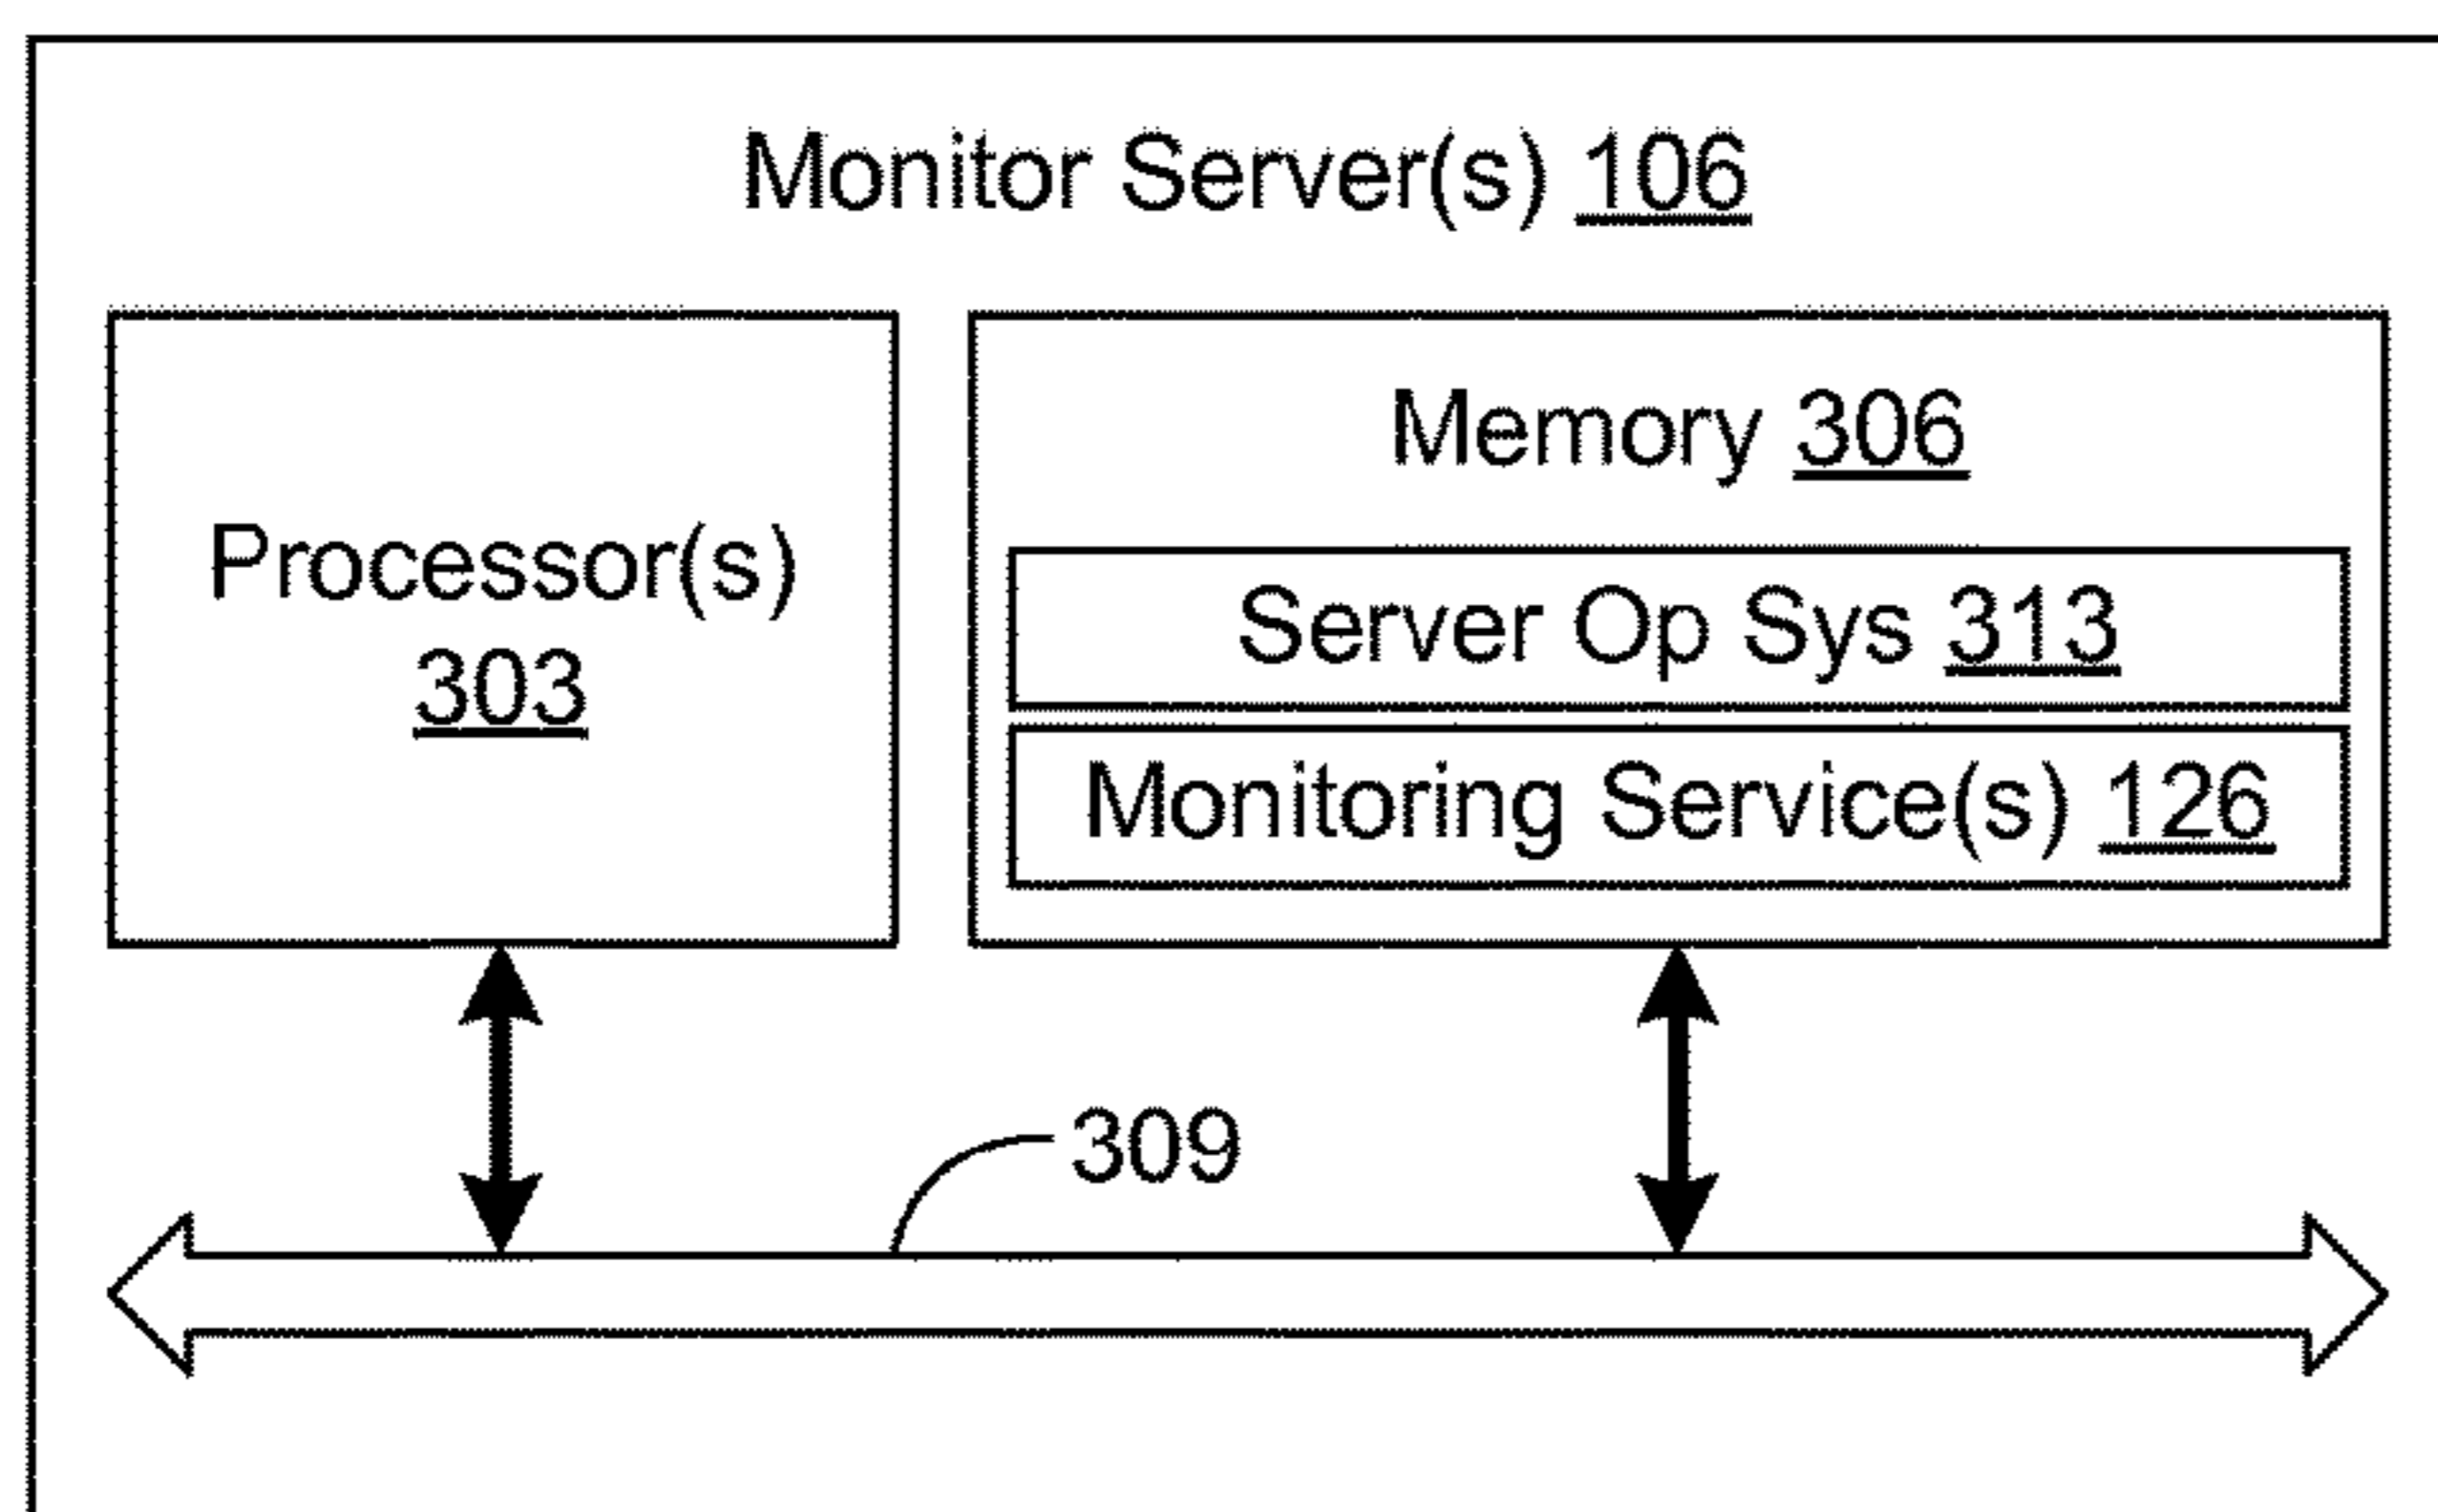 Monitor Server(s) 106
Processor(s)
303
Memory 306
Server Op Sys 313
Monitoring Service(s) 126
309